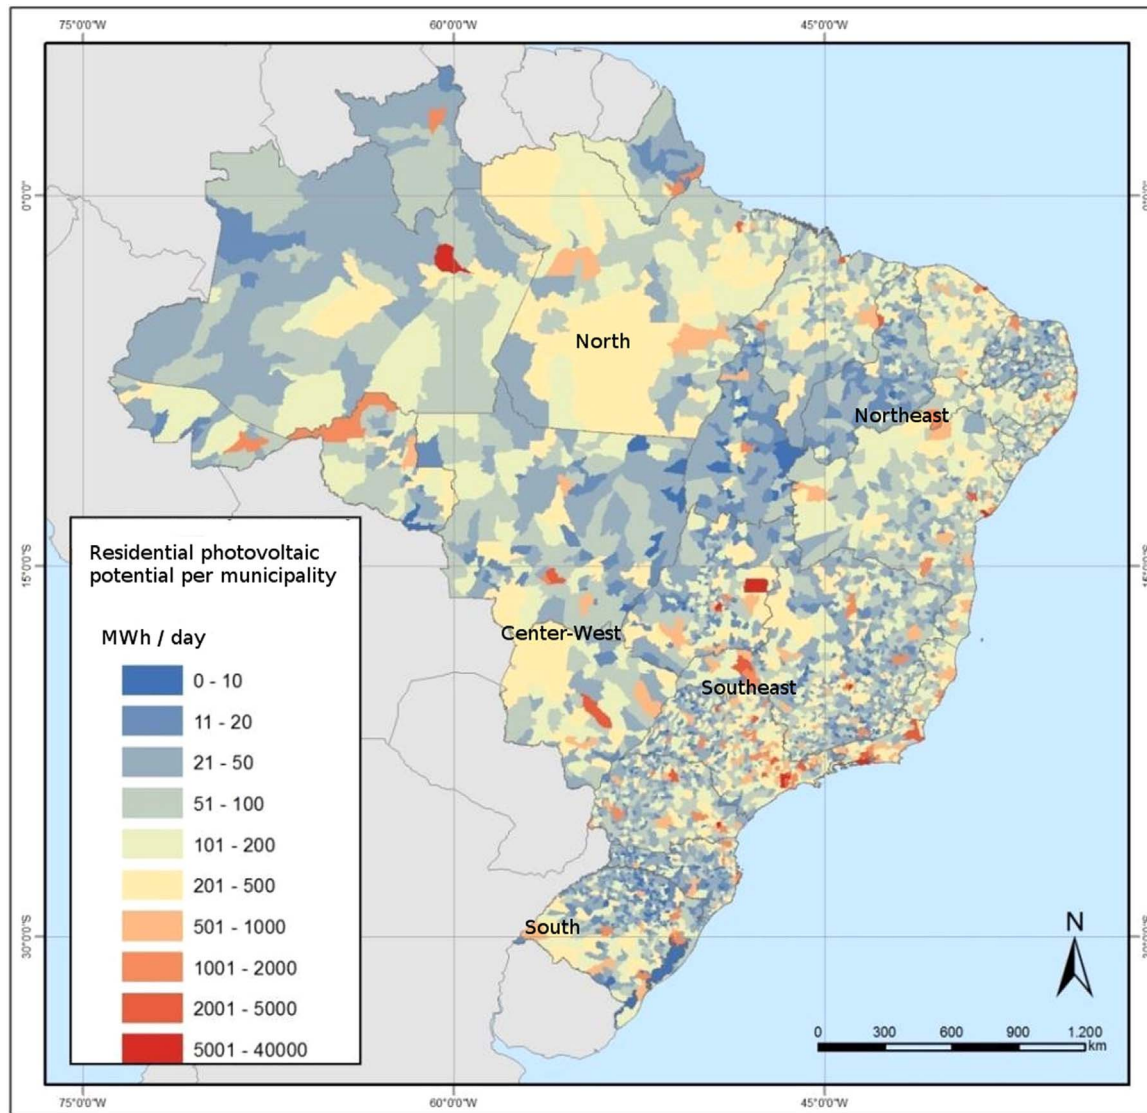 75°0'0"W 60°0'0"W 45°0'0"W
0°0'0"
North
Northeast
Residential photovoltaic
potential per municipality
15°0'0"S
MWh / day
Center-West
0 - 10
Southeast
11 - 20
21 - 50
51 - 100
101 - 200
201 - 500
501 - 1000
South
N
30°0'0"S
1001 - 2000
2001 - 5000
0 300 600 900 1.200
km
5001 - 40000
75°0'0"W 60°0'0"W 45°0'0"W